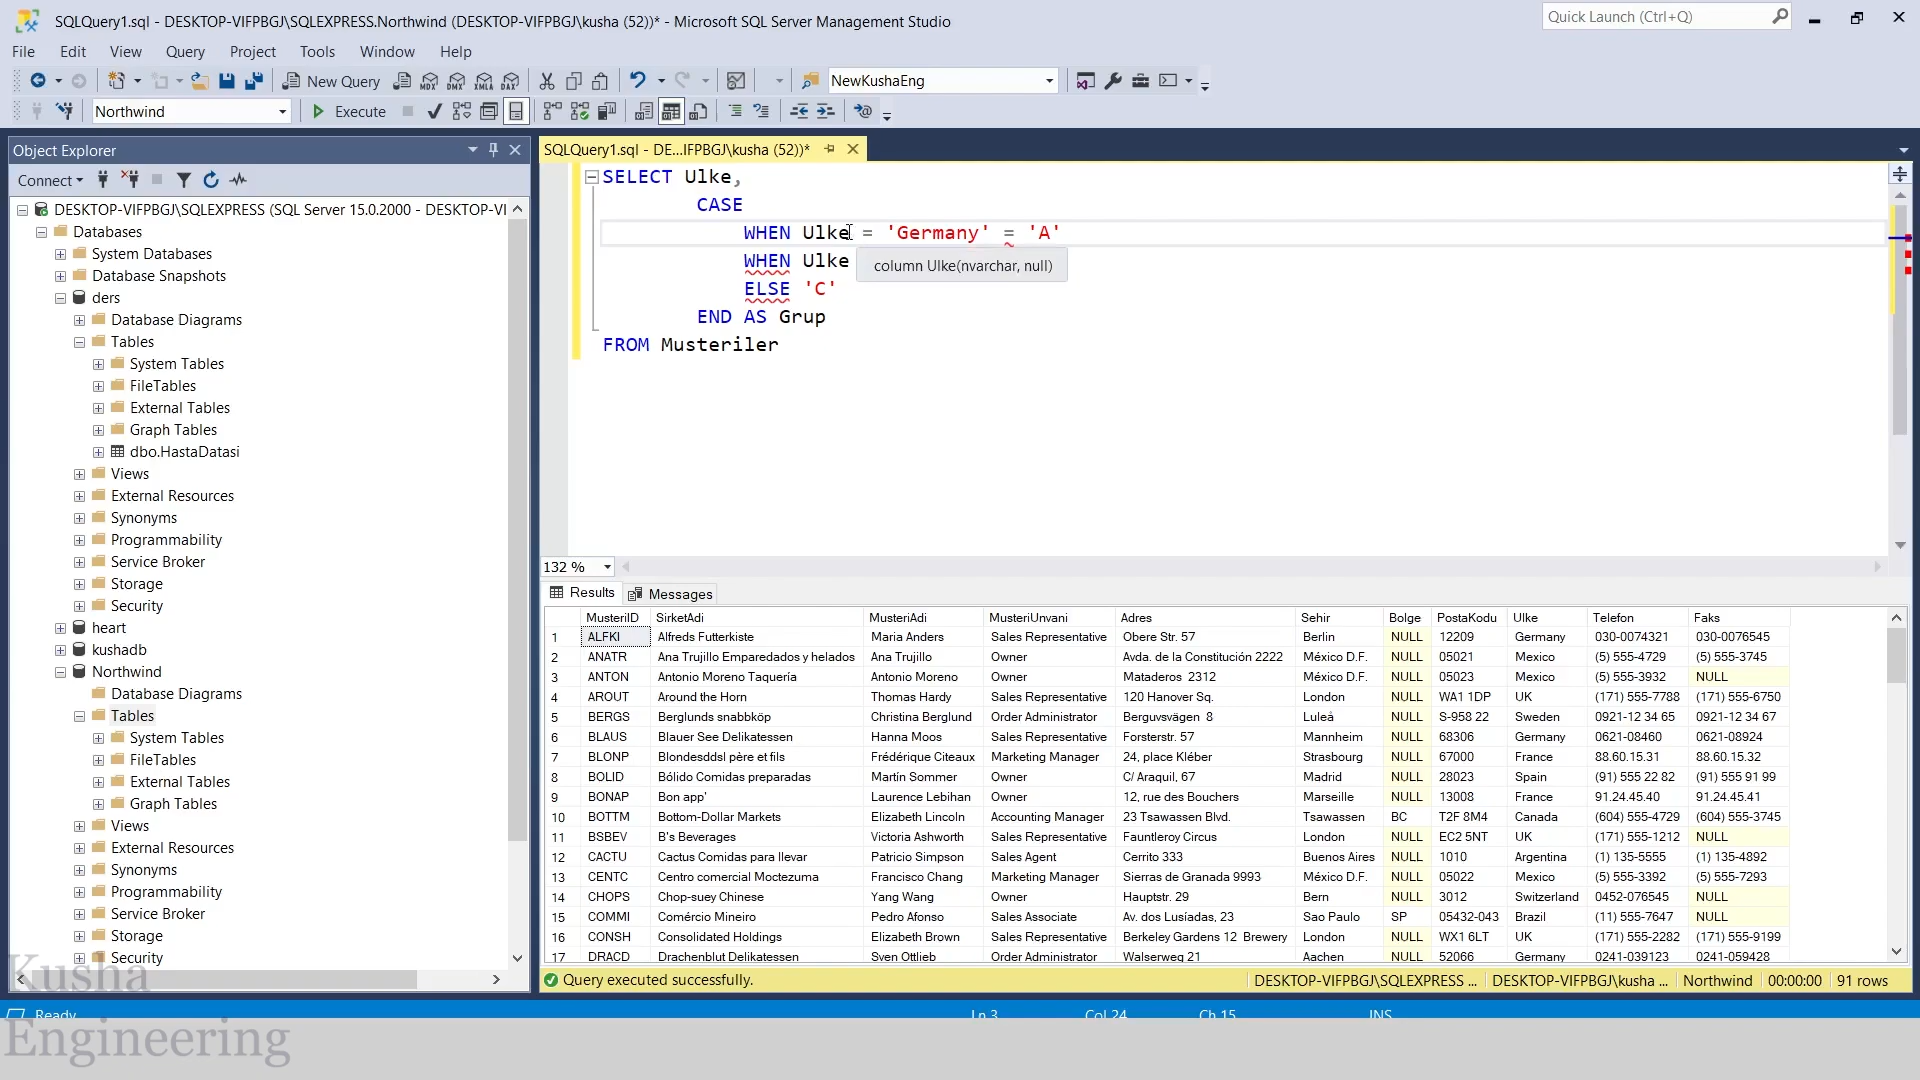 SQLQuery1.sql - DESKTOP-VIFPBGJ\SQLEXPRESS.Northwind (DESKTOP-VIFPBGJ\kusha (52))* - Microsoft SQL Server Management Studio
Quick Launch (Ctrl+Q)
File Edit View Query Project Tools Window Help
New Query MDX DMX XMLA DAX NewKushaEng
Northwind Execute
Object Explorer
SQLQuery1.sql - DE...IFPBGJ\kusha (52))*
Connect
DESKTOP-VIFPBGJ\SQLEXPRESS (SQL Server 15.0.2000 - DESKTOP-VI
Databases
System Databases
Database Snapshots
ders
Database Diagrams
Tables
System Tables
FileTables
External Tables
Graph Tables
dbo.HastaDatasi
Views
External Resources
Synonyms
Programmability
Service Broker
Storage
Security
heart
kushadb
Northwind
Database Diagrams
Tables
System Tables
FileTables
External Tables
Graph Tables
Views
External Resources
Synonyms
Programmability
Service Broker
Storage
Security
SELECT Ulke,
CASE
WHEN Ulke = 'Germany' = 'A'
WHEN Ulke
column Ulke(nvarchar, null)
ELSE 'C'
END AS Grup
FROM Musteriler
132 %
Results Messages
MusteriID SirketAdi MusteriAdi MusteriUnvani Adres Sehir Bolge PostaKodu Ulke Telefon Faks
1 ALFKI Alfreds Futterkiste Maria Anders Sales Representative Obere Str. 57 Berlin NULL 12209 Germany 030-0074321 030-0076545
2 ANATR Ana Trujillo Emparedados y helados Ana Trujillo Owner Avda. de la Constitución 2222 México D.F. NULL 05021 Mexico (5) 555-4729 (5) 555-3745
3 ANTON Antonio Moreno Taquería Antonio Moreno Owner Mataderos 2312 México D.F. NULL 05023 Mexico (5) 555-3932 NULL
4 AROUT Around the Horn Thomas Hardy Sales Representative 120 Hanover Sq. London NULL WA1 1DP UK (171) 555-7788 (171) 555-6750
5 BERGS Berglunds snabbköp Christina Berglund Order Administrator Berguvsvägen 8 Luleå NULL S-958 22 Sweden 0921-12 34 65 0921-12 34 67
6 BLAUS Blauer See Delikatessen Hanna Moos Sales Representative Forsterstr. 57 Mannheim NULL 68306 Germany 0621-08460 0621-08924
7 BLONP Blondesddsl père et fils Frédérique Citeaux Marketing Manager 24, place Kléber Strasbourg NULL 67000 France 88.60.15.31 88.60.15.32
8 BOLID Bólido Comidas preparadas Martín Sommer Owner C/ Araquil, 67 Madrid NULL 28023 Spain (91) 555 22 82 (91) 555 91 99
9 BONAP Bon app' Laurence Lebihan Owner 12, rue des Bouchers Marseille NULL 13008 France 91.24.45.40 91.24.45.41
10 BOTTM Bottom-Dollar Markets Elizabeth Lincoln Accounting Manager 23 Tsawassen Blvd. Tsawassen BC T2F 8M4 Canada (604) 555-4729 (604) 555-3745
11 BSBEV B's Beverages Victoria Ashworth Sales Representative Fauntleroy Circus London NULL EC2 5NT UK (171) 555-1212 NULL
12 CACTU Cactus Comidas para llevar Patricio Simpson Sales Agent Cerrito 333 Buenos Aires NULL 1010 Argentina (1) 135-5555 (1) 135-4892
13 CENTC Centro comercial Moctezuma Francisco Chang Marketing Manager Sierras de Granada 9993 México D.F. NULL 05022 Mexico (5) 555-3392 (5) 555-7293
14 CHOPS Chop-suey Chinese Yang Wang Owner Hauptstr. 29 Bern NULL 3012 Switzerland 0452-076545 NULL
15 COMMI Comércio Mineiro Pedro Afonso Sales Associate Av. dos Lusíadas, 23 Sao Paulo SP 05432-043 Brazil (11) 555-7647 NULL
16 CONSH Consolidated Holdings Elizabeth Brown Sales Representative Berkeley Gardens 12 Brewery London NULL WX1 6LT UK (171) 555-2282 (171) 555-9199
17 DRACD Drachenblut Delikatessen Sven Ottlieb Order Administrator Walserweg 21 Aachen NULL 52066 Germany 0241-039123 0241-059428
Query executed successfully.
DESKTOP-VIFPBGJ\SQLEXPRESS ... DESKTOP-VIFPBGJ\kusha ... Northwind 00:00:00 91 rows
Ready Ln 3 Col 24 Ch 15 INS
Kusha
Engineering